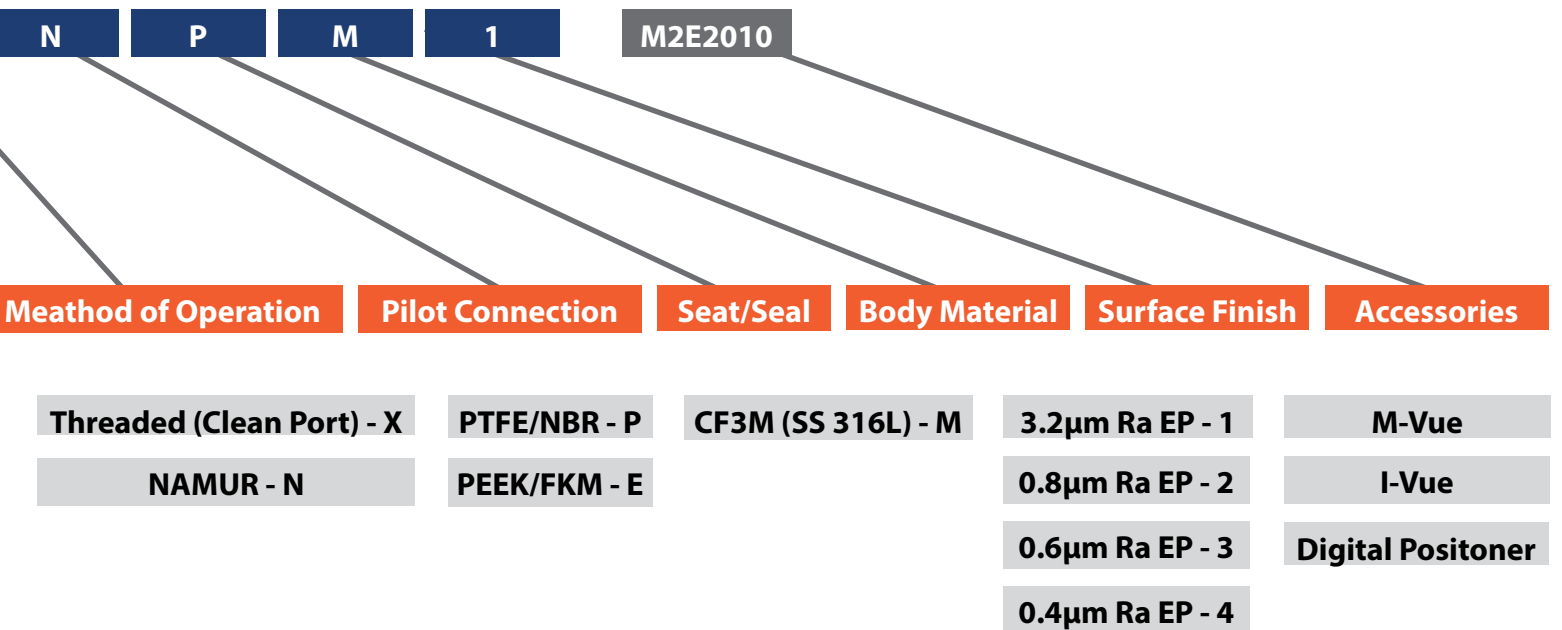 N P M 1 M2E2010
Meathod of Operation Pilot Connection Seat/Seal Body Material Surface Finish Accessories
Threaded (Clean Port) - X PTFE/NBR - P CF3M (SS 316L) - M 3.2µm Ra EP - 1 M-Vue
NAMUR - N PEEK/FKM - E 0.8µm Ra EP - 2 I-Vue
0.6µm Ra EP - 3 Digital Positoner
0.4µm Ra EP - 4